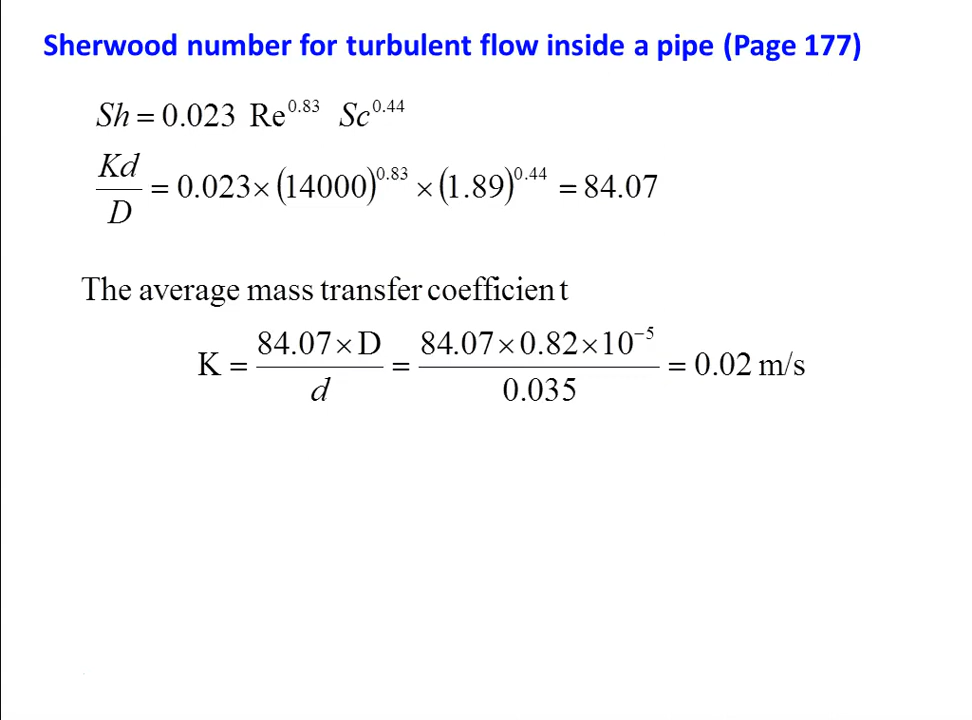 Sherwood number for turbulent flow inside a pipe (Page 177)
Sh = 0.023 Re^0.83 Sc^0.44
Kd/D = 0.023 × (14000)^0.83 × (1.89)^0.44 = 84.07
The average mass transfer coefficient
K = 84.07 × D / d = 84.07 × 0.82 × 10^−5 / 0.035 = 0.02 m/s